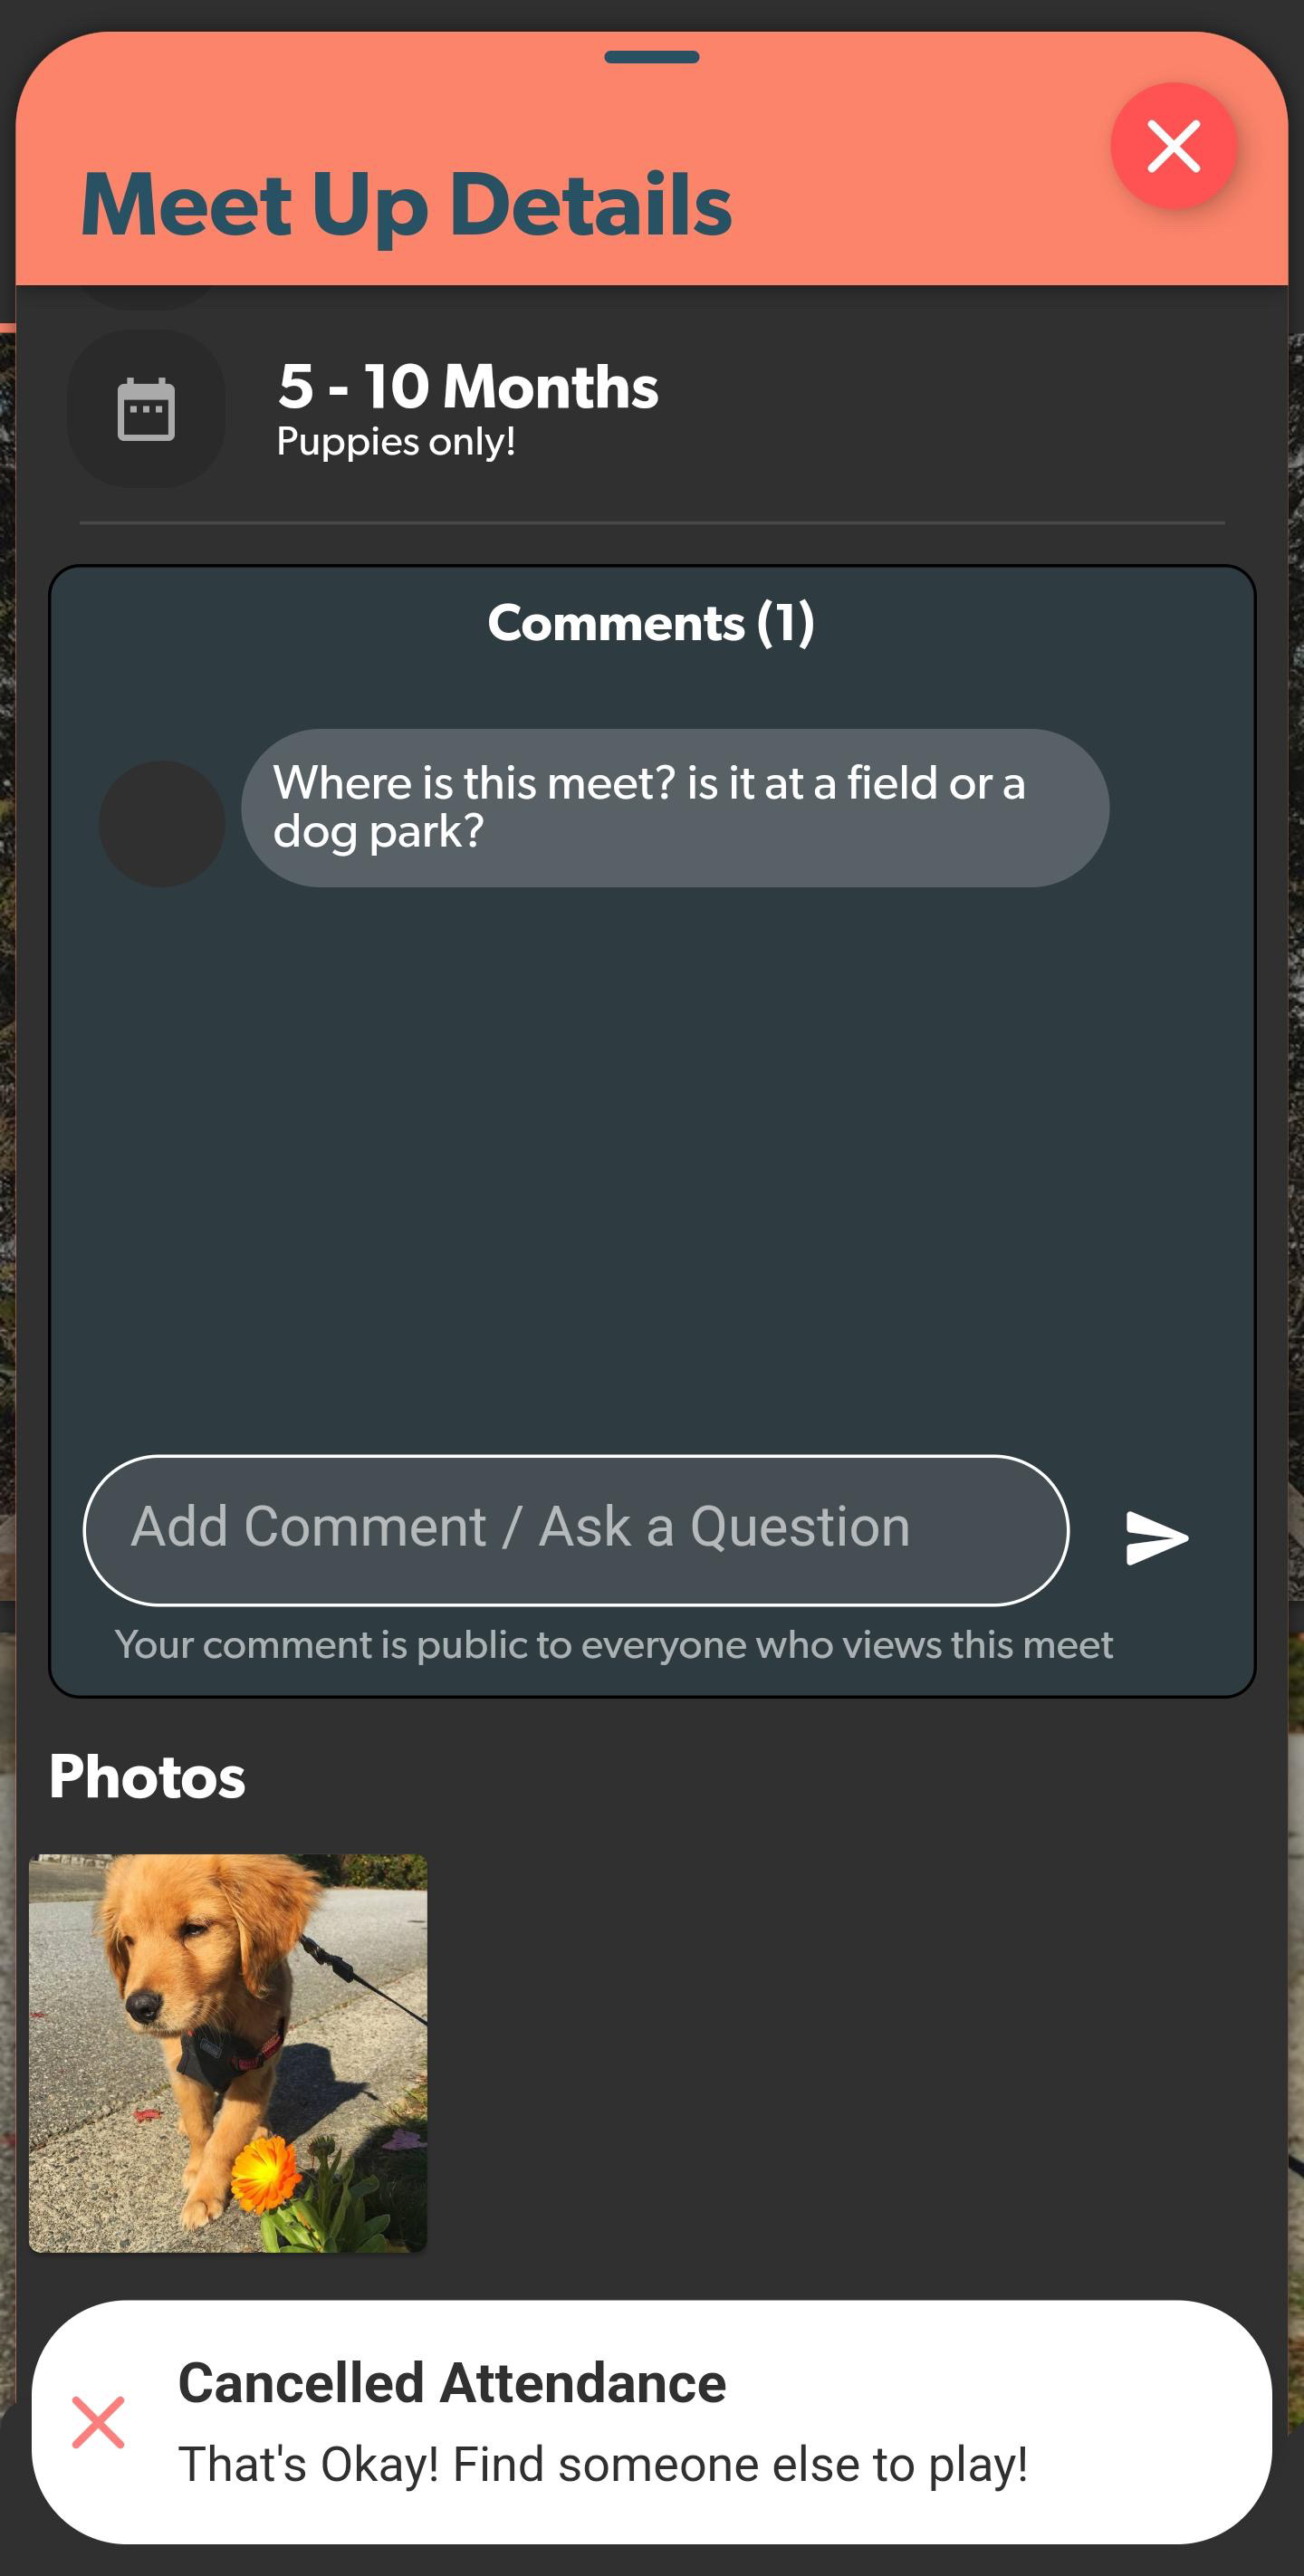 Meet Up Details
5 - 10 Months
Puppies only!
Comments (1)
Where is this meet? is it at a field or a
dog park?
Add Comment / Ask a Question
Your comment is public to everyone who views this meet
Photos
Cancelled Attendance
That's Okay! Find someone else to play!